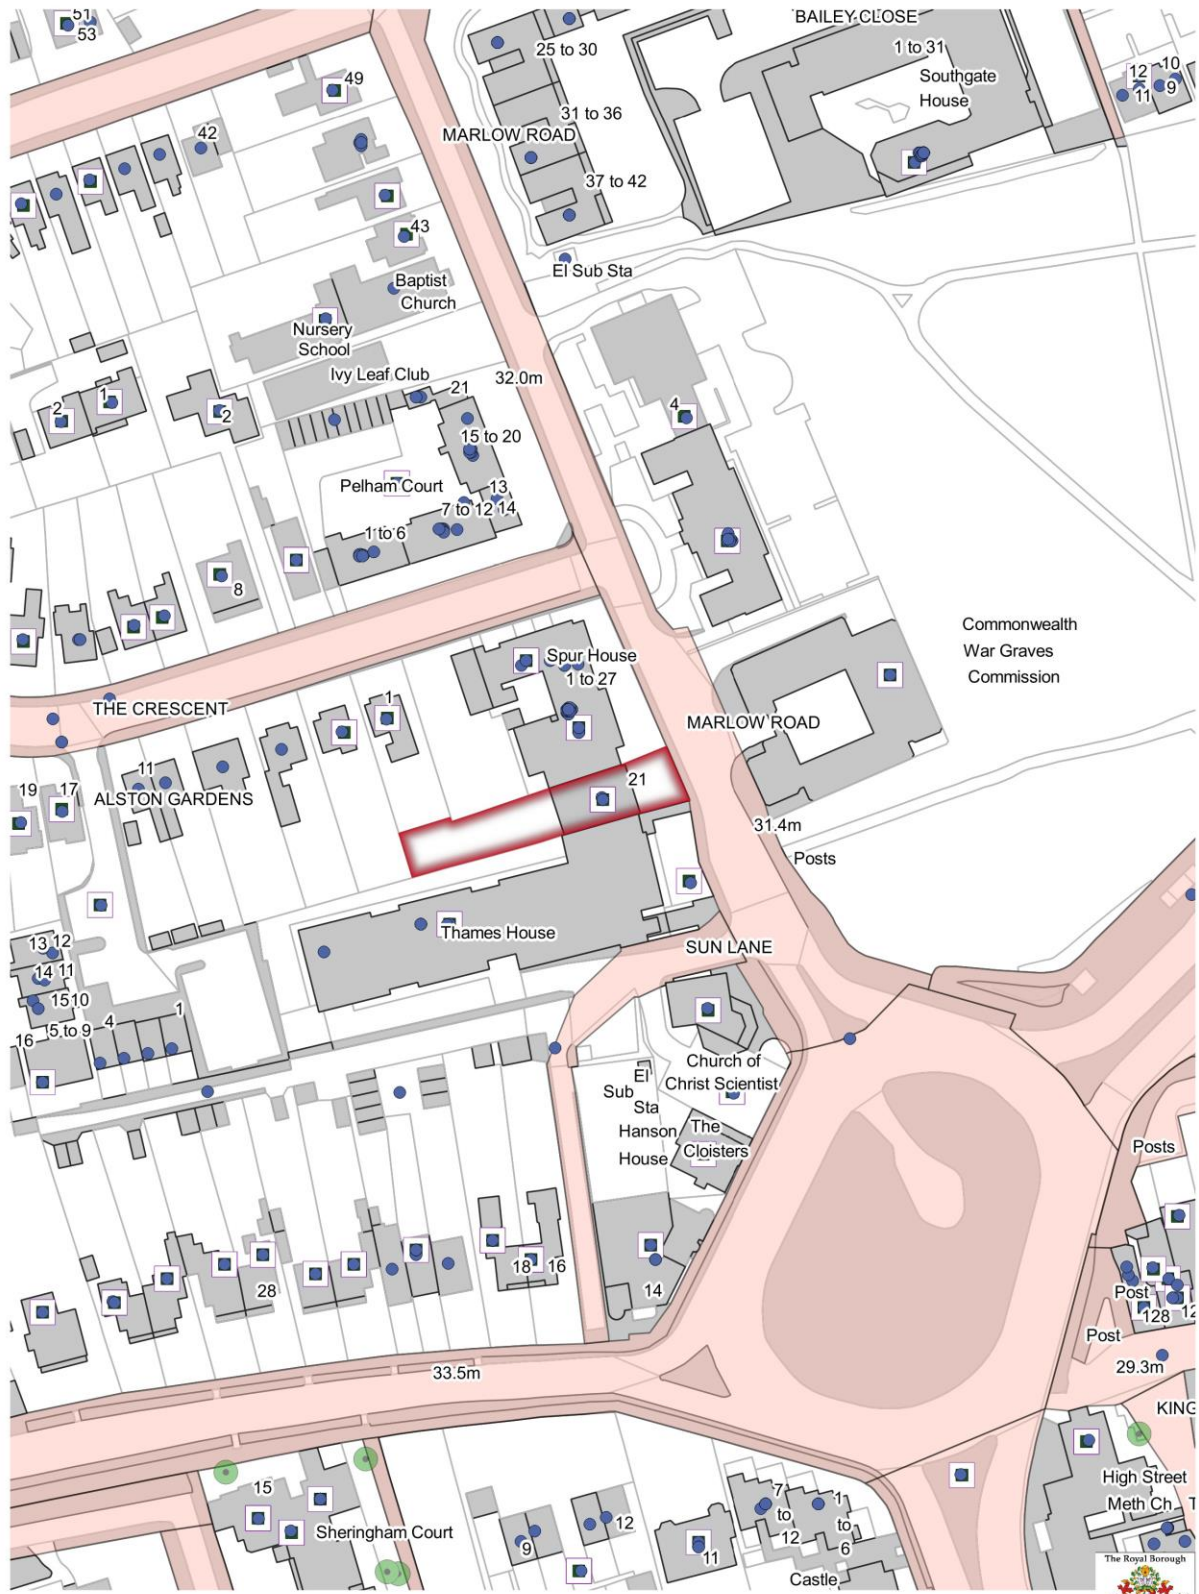 51
53
49
25 to 30
BAILEY CLOSE
1 to 31
Southgate
House
12
10
11
9
42
31 to 36
MARLOW ROAD
37 to 42
43
Baptist
Church
El Sub Sta
Nursery
School
Ivy Leaf Club
32.0m
21
4
2
1
2
15 to 20
Pelham Court
13
14
7 to 12
1 to 6
8
Commonwealth
War Graves
Commission
Spur House
1 to 27
THE CRESCENT
1
MARLOW ROAD
11
19
17
ALSTON GARDENS
21
31.4m
Posts
Thames House
SUN LANE
13
12
14
11
15
10
5 to 9
4
1
16
Church of
Christ Scientist
El
Sub
Sta
Hanson
House
The
Cloisters
Posts
28
18
16
14
Post
128
12
Post
33.5m
29.3m
KING
15
High Street
Meth Ch
T
Sheringham Court
9
12
11
7
to
12
1
to
6
Castle
The Royal Borough